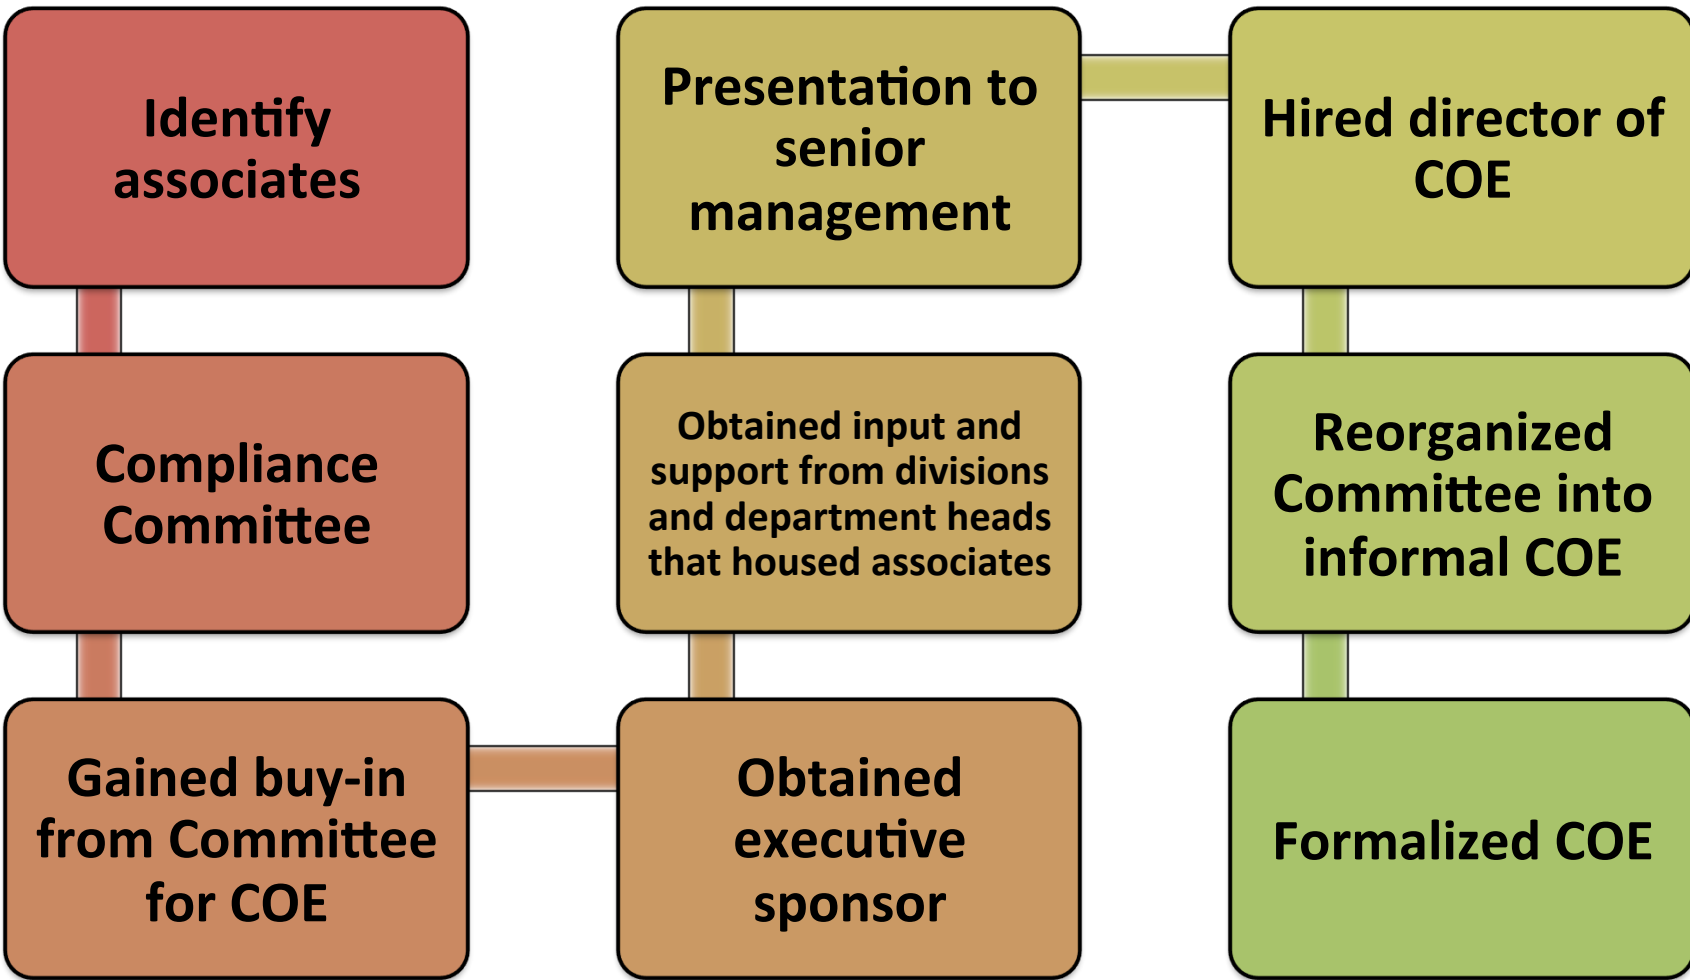 Identify
associates
Compliance
Committee
Gained buy-in
from Committee
for COE
Obtained
executive
sponsor
Obtained input and
support from divisions
and department heads
that housed associates
Presentation to
senior
management
Hired director of
COE
Reorganized
Committee into
informal COE
Formalized COE